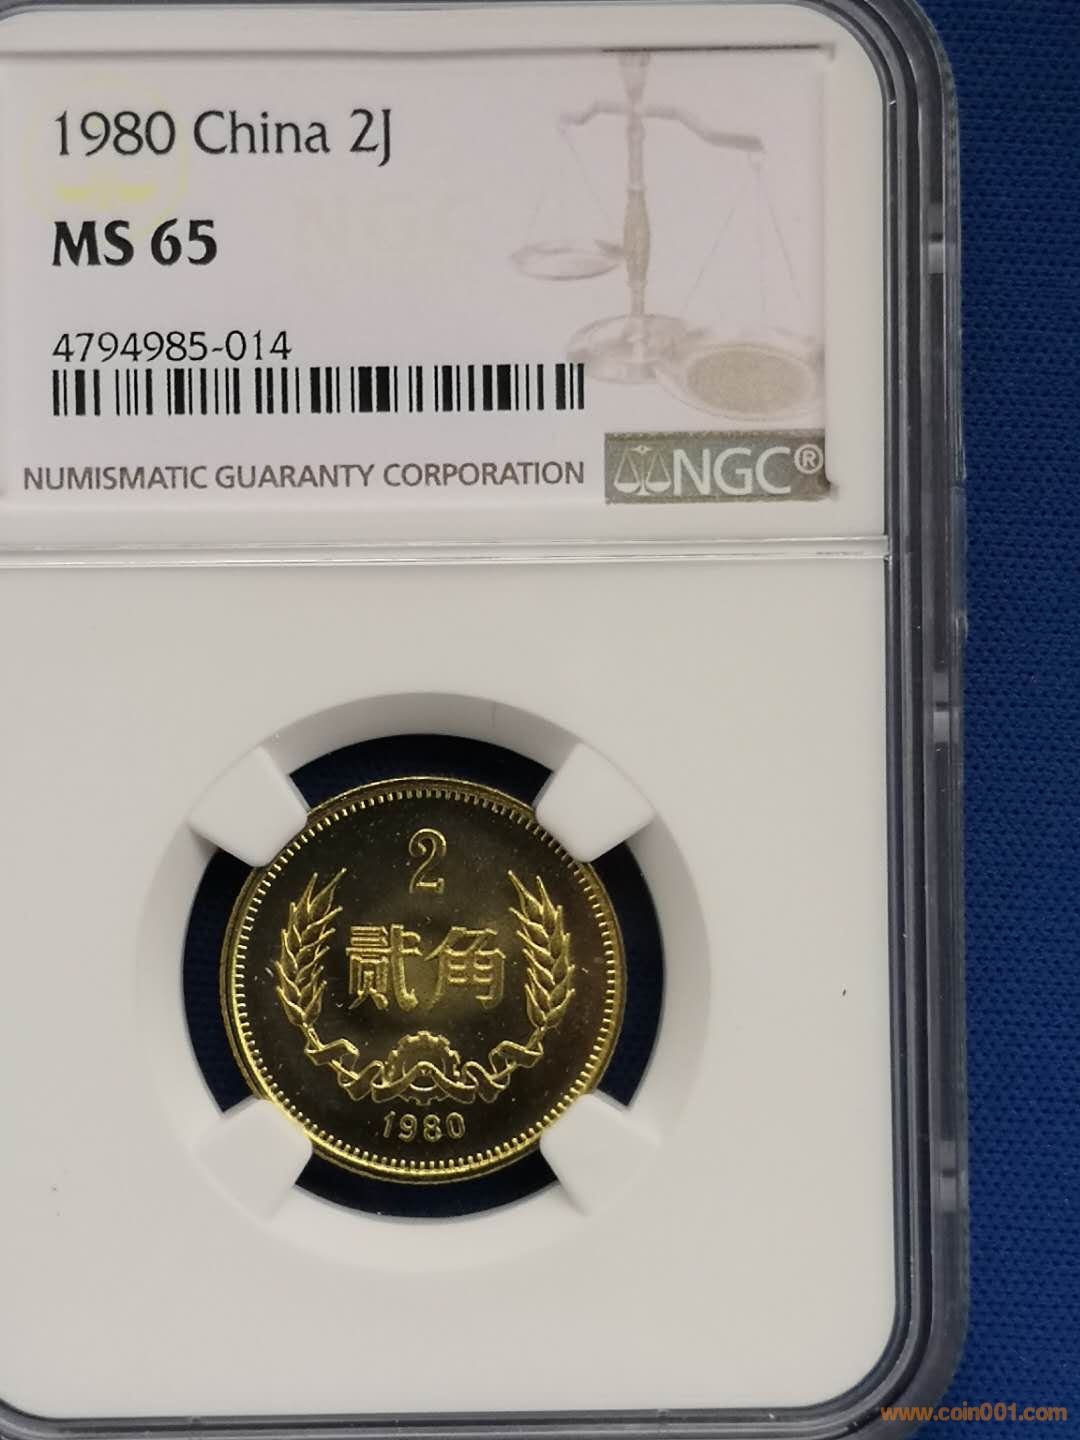 1980 China 2J
MS 65
4794985-014
NUMISMATIC GUARANTY CORPORATION
NGC®
2
贰角
1980
www.coin001.com